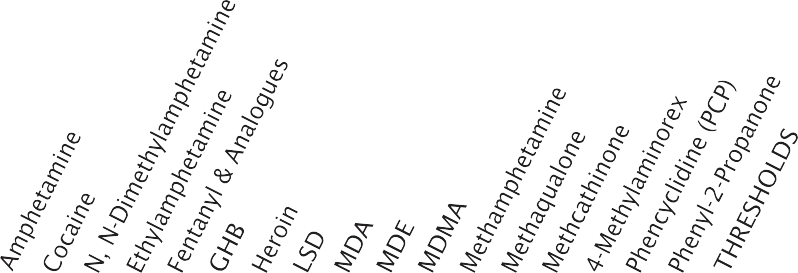 Amphetamine
Cocaine
N, N-Dimethylamphetamine
Ethylamphetamine
Fentanyl & Analogues
GHB
Heroin
LSD
MDA
MDE
MDMA
Methamphetamine
Methaqualone
Methcathinone
4-Methylaminorex
Phencyclidine (PCP)
Phenyl-2-Propanone
THRESHOLDS